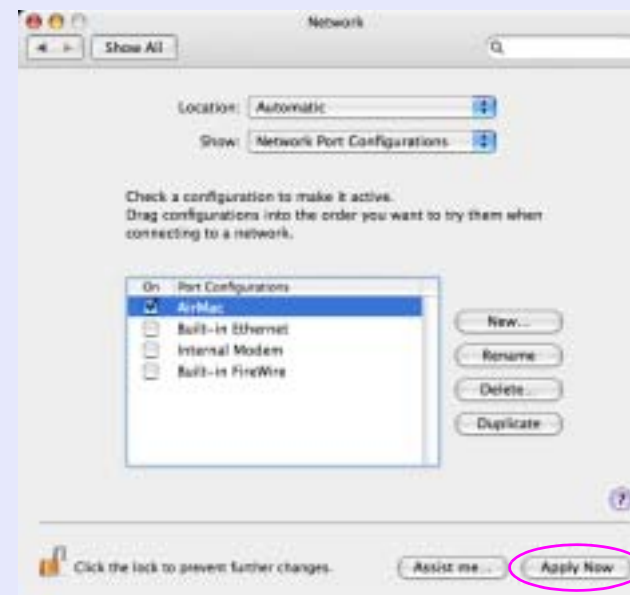 Network
Show All
Location: Automatic
Show: Network Port Configurations
Check a configuration to make it active.
Drag configurations into the order you want to try them when
connecting to a network.
On Port Configurations
AirMac
Built-in Ethernet
Internal Modem
Built-in FireWire
New...
Rename
Delete...
Duplicate
?
Click the lock to prevent further changes.
Assist me...
Apply Now